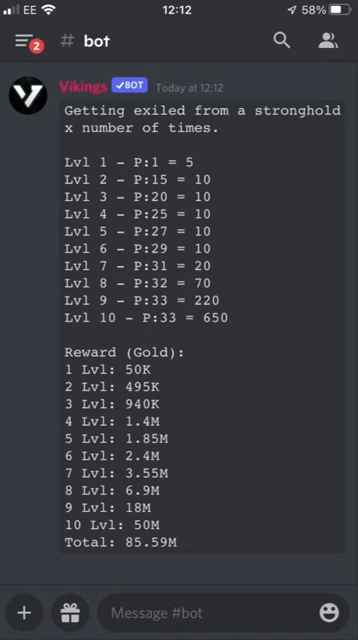 EE 12:12 58%
2
# bot
Vikings ✓BOT Today at 12:12
Getting exiled from a stronghold
x number of times.
Lvl 1 - P:1 = 5
Lvl 2 - P:15 = 10
Lvl 3 - P:20 = 10
Lvl 4 - P:25 = 10
Lvl 5 - P:27 = 10
Lvl 6 - P:29 = 10
Lvl 7 - P:31 = 20
Lvl 8 - P:32 = 70
Lvl 9 - P:33 = 220
Lvl 10 - P:33 = 650
Reward (Gold):
1 Lvl: 50K
2 Lvl: 495K
3 Lvl: 940K
4 Lvl: 1.4M
5 Lvl: 1.85M
6 Lvl: 2.4M
7 Lvl: 3.55M
8 Lvl: 6.9M
9 Lvl: 18M
10 Lvl: 50M
Total: 85.59M
Message #bot